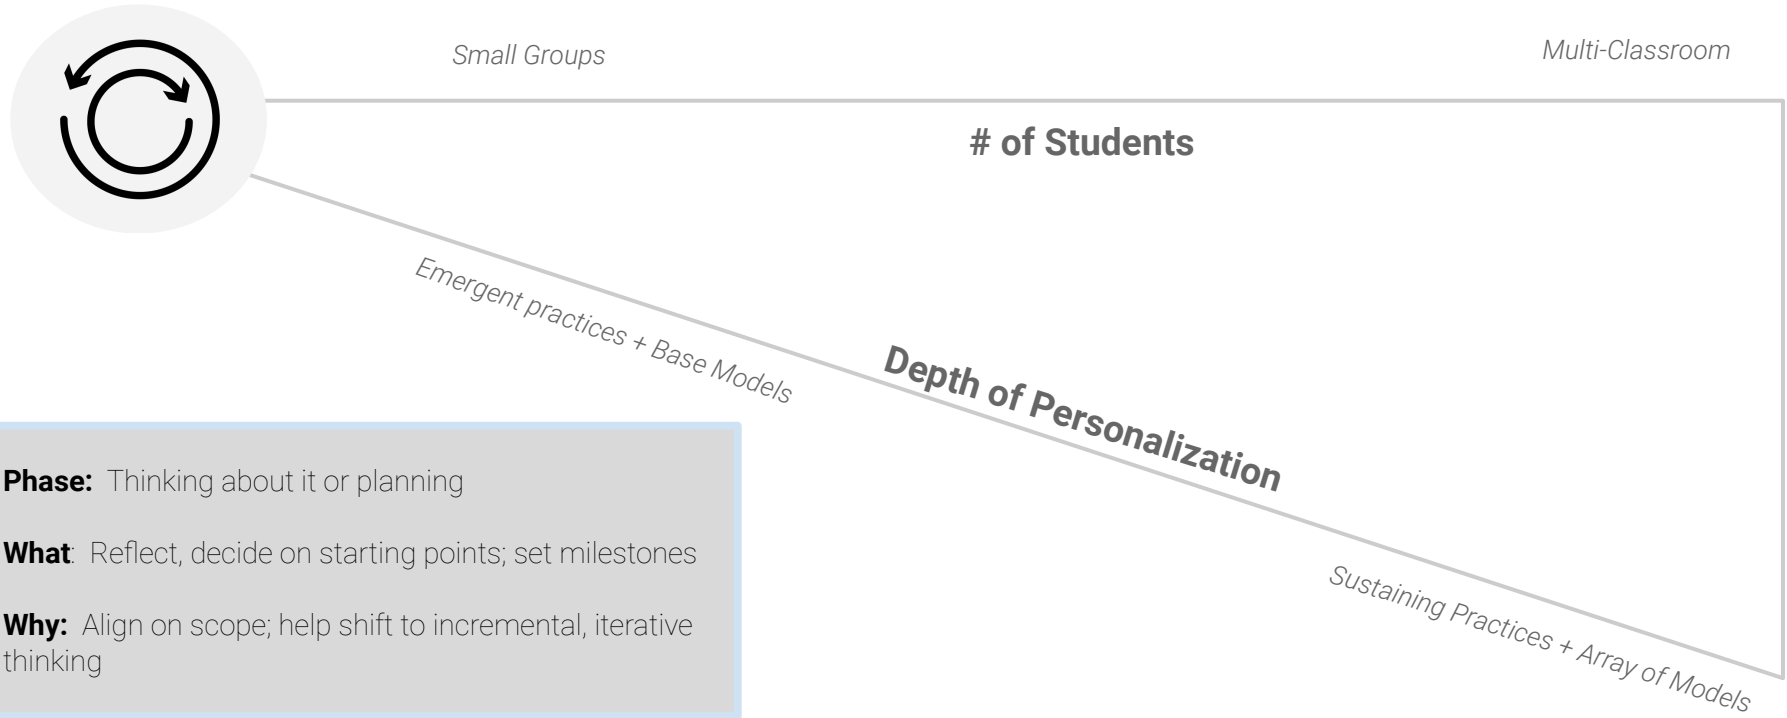 Small Groups
Multi-Classroom
# of Students
Emergent practices + Base Models
Depth of Personalization
Sustaining Practices + Array of Models
Phase: Thinking about it or planning
What: Reflect, decide on starting points; set milestones
Why: Align on scope; help shift to incremental, iterative
thinking